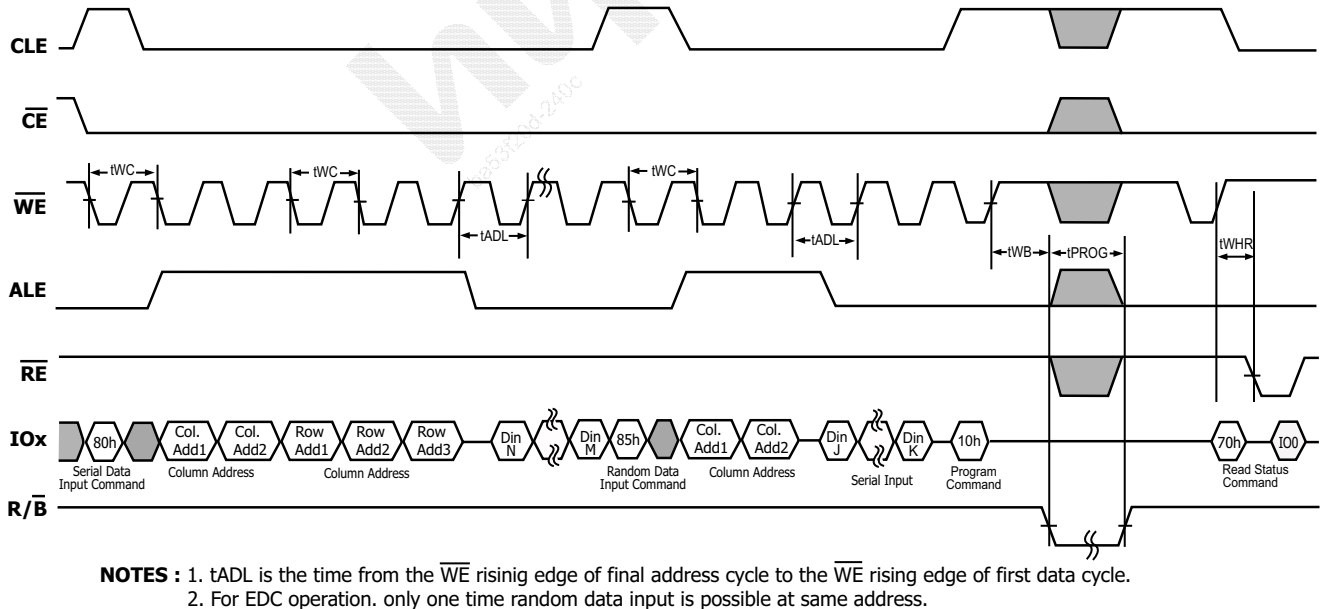 CLE
CE
tWC
tWC
tWC
WE
tADL
tADL
tWB
tPROG
tWHR
ALE
RE
IOx
80h
Col. Add1
Col. Add2
Row Add1
Row Add2
Row Add3
Din N
Din M
85h
Col. Add1
Col. Add2
Din J
Din K
10h
70h
IO0
Serial Data Input Command
Column Address
Column Address
Random Data Input Command
Column Address
Serial Input
Program Command
Read Status Command
R/B
NOTES : 1. tADL is the time from the WE risinig edge of final address cycle to the WE rising edge of first data cycle.
2. For EDC operation. only one time random data input is possible at same address.